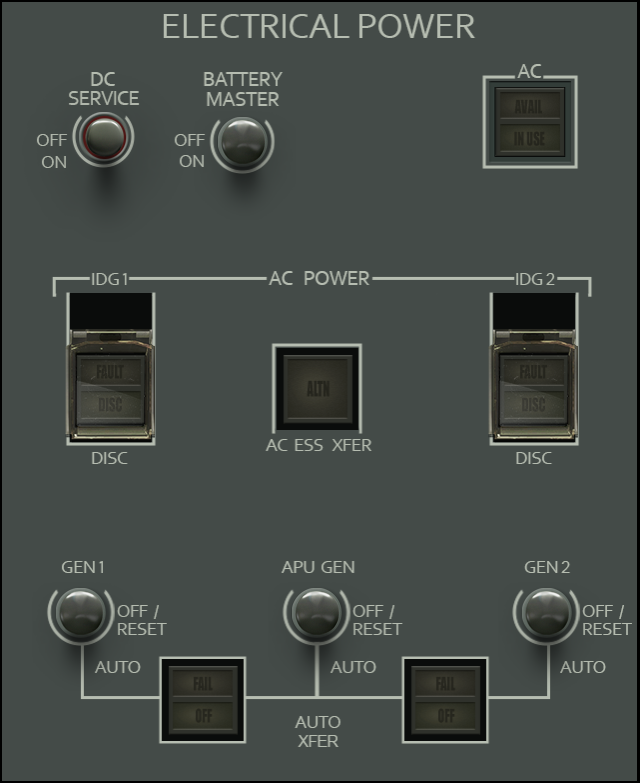 ELECTRICAL POWER
DC
SERVICE
OFF
ON
BATTERY
MASTER
OFF
ON
AC
AVAIL
IN USE
IDG 1
AC POWER
IDG 2
FAULT
DISC
DISC
ALTN
AC ESS XFER
FAULT
DISC
DISC
GEN 1
OFF /
RESET
AUTO
APU GEN
OFF /
RESET
AUTO
GEN 2
OFF /
RESET
AUTO
FAIL
OFF
AUTO
XFER
FAIL
OFF